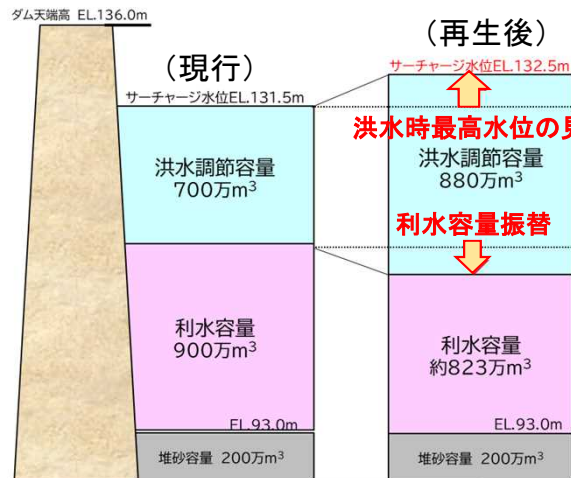 ダム天端高 EL.136.0m
(現行)
(再生後)
サーチャージ水位EL.131.5m
サーチャージ水位EL.132.5m
洪水時最高水位の見
洪水調節容量
700万m³
洪水調節容量
880万m³
利水容量振替
利水容量
900万m³
利水容量
約823万m³
EL.93.0m
EL.93.0m
堆砂容量 200万m³
堆砂容量 200万m³